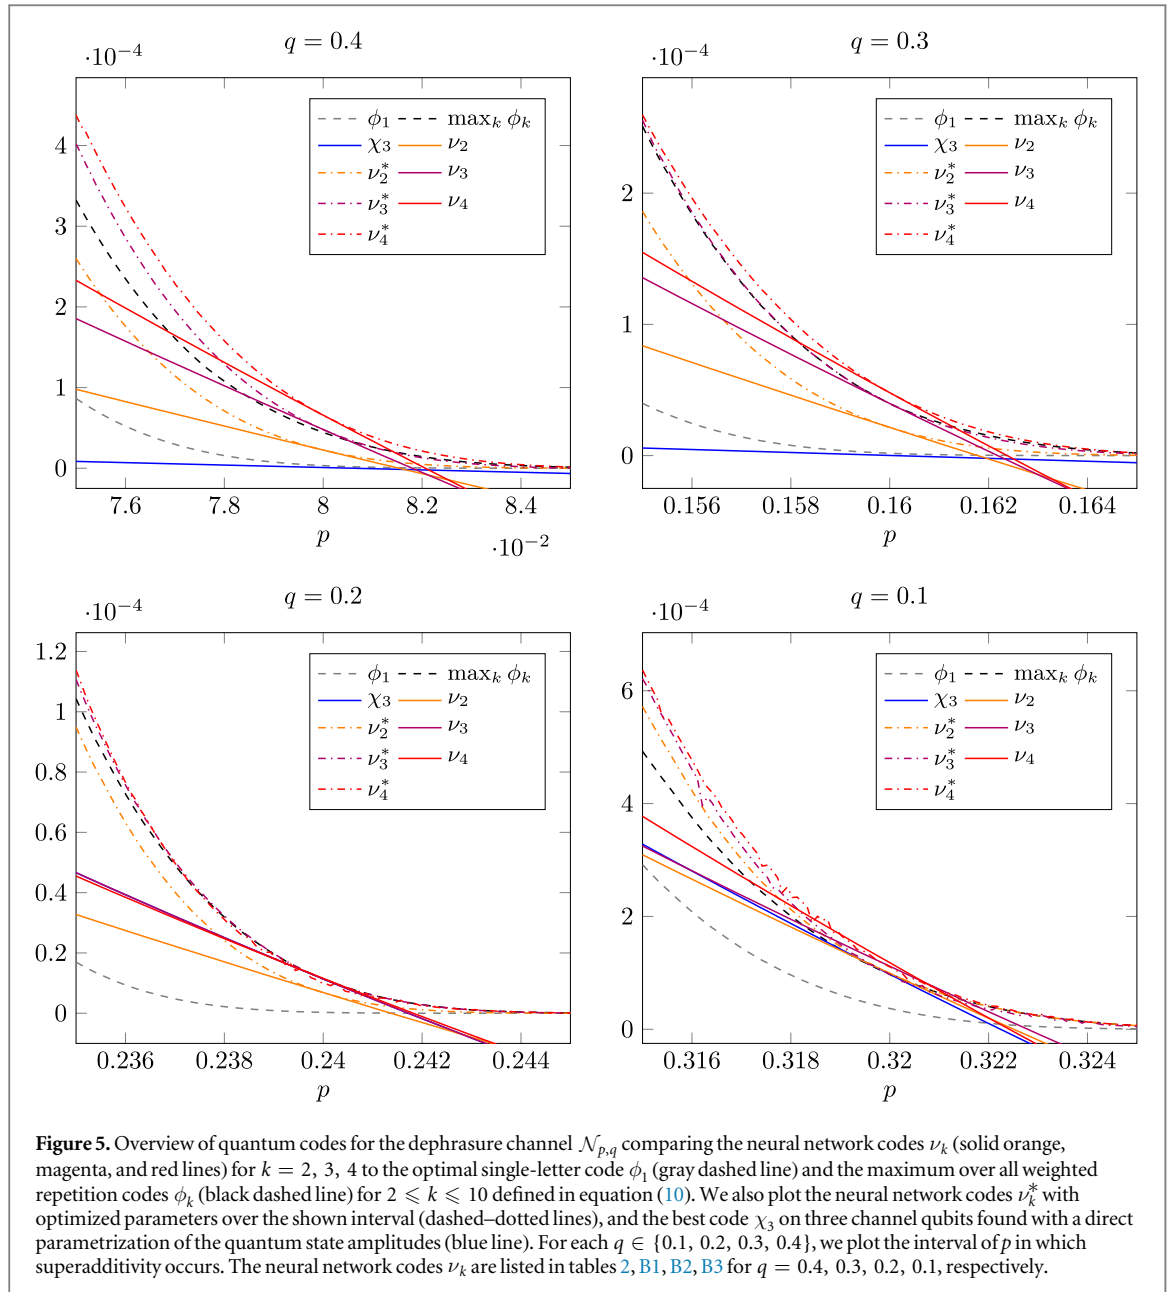 ·10⁻⁴
q = 0.4
ϕ₁ max_k ϕ_k
χ₃ ν₂
ν₂* ν₃
ν₃* ν₄
ν₄*
4
3
2
1
0
7.6 7.8 8 8.2 8.4
p
·10⁻²
·10⁻⁴
q = 0.3
ϕ₁ max_k ϕ_k
χ₃ ν₂
ν₂* ν₃
ν₃* ν₄
ν₄*
2
0
0.156 0.158 0.16 0.162 0.164
p
·10⁻⁴
q = 0.2
ϕ₁ max_k ϕ_k
χ₃ ν₂
ν₂* ν₃
ν₃* ν₄
ν₄*
1.2
1
0.8
0.6
0.4
0.2
0
0.236 0.238 0.24 0.242 0.244
p
·10⁻⁴
q = 0.1
ϕ₁ max_k ϕ_k
χ₃ ν₂
ν₂* ν₃
ν₃* ν₄
ν₄*
6
4
2
0
0.316 0.318 0.32 0.322 0.324
p
Figure 5. Overview of quantum codes for the dephrasure channel 𝒩_{p,q} comparing the neural network codes ν_k (solid orange,
magenta, and red lines) for k = 2, 3, 4 to the optimal single-letter code ϕ₁ (gray dashed line) and the maximum over all weighted
repetition codes ϕ_k (black dashed line) for 2 ⩽ k ⩽ 10 defined in equation (10). We also plot the neural network codes ν_k* with
optimized parameters over the shown interval (dashed–dotted lines), and the best code χ₃ on three channel qubits found with a direct
parametrization of the quantum state amplitudes (blue line). For each q ∈ {0.1, 0.2, 0.3, 0.4}, we plot the interval of p in which
superadditivity occurs. The neural network codes ν_k are listed in tables 2, B1, B2, B3 for q = 0.4, 0.3, 0.2, 0.1, respectively.